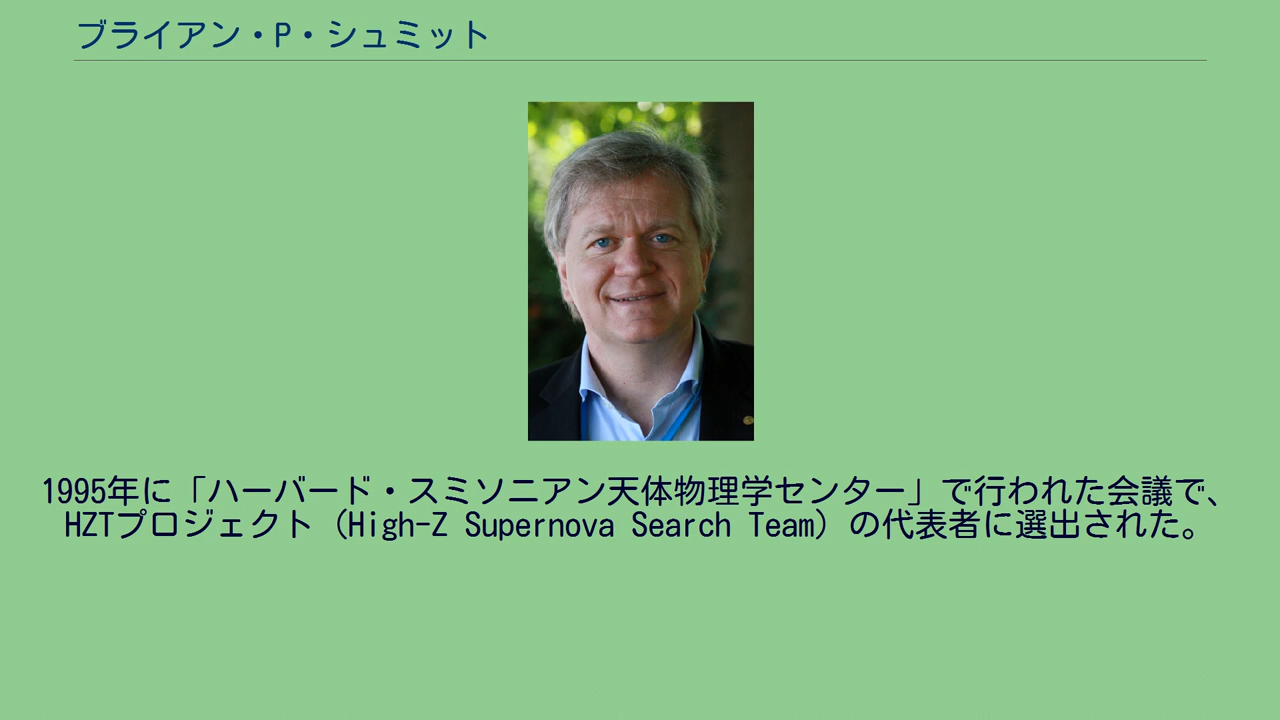 ブライアン・P・シュミット
1995年に「ハーバード・スミソニアン天体物理学センター」で行われた会議で、
HZTプロジェクト（High-Z Supernova Search Team）の代表者に選出された。